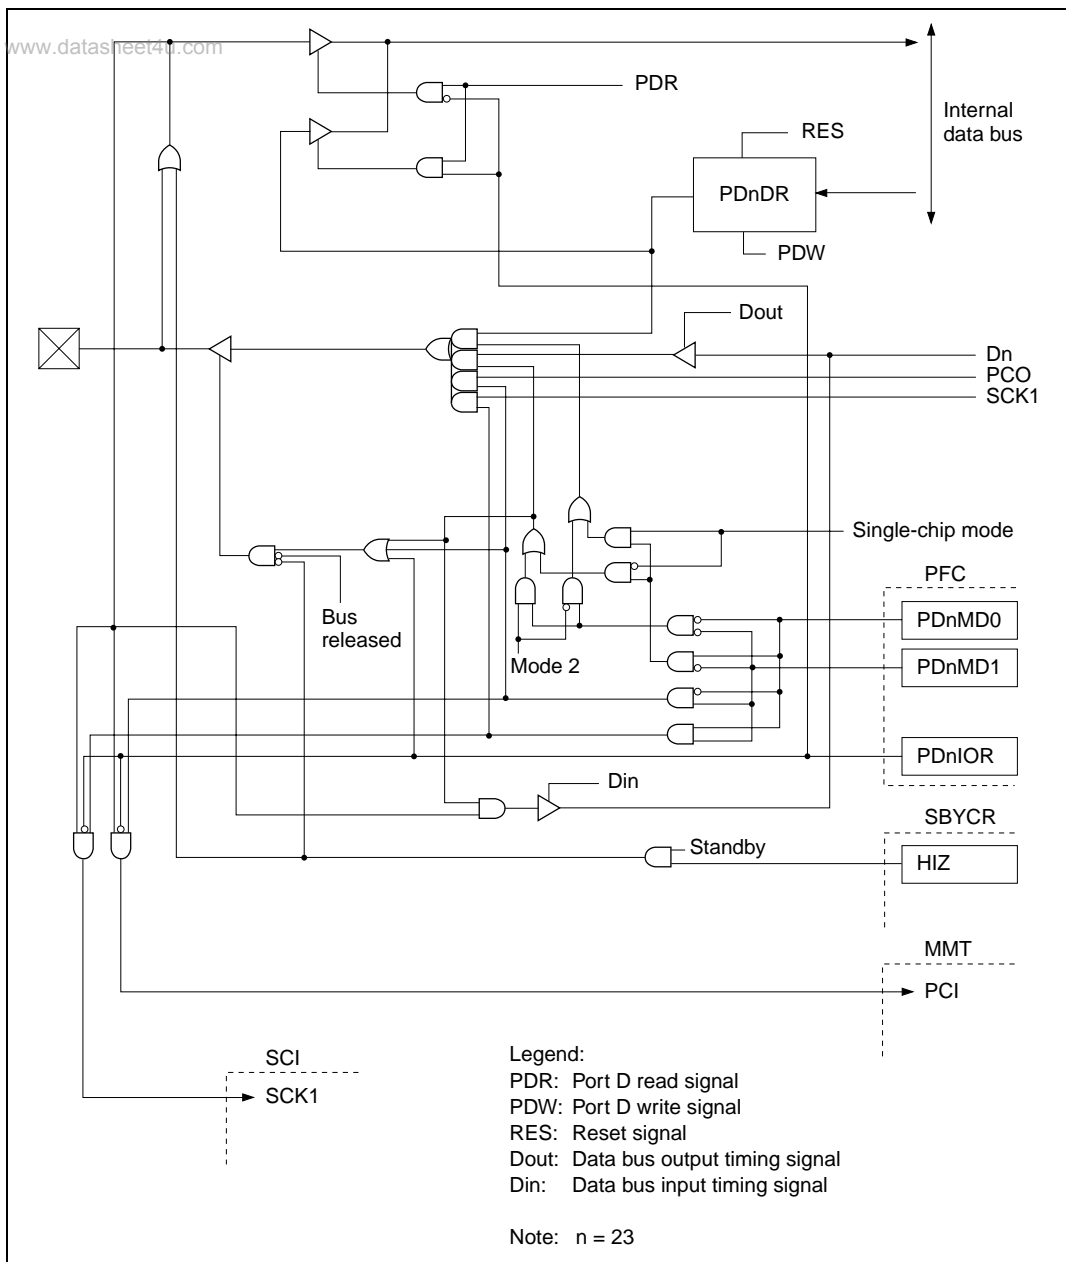 www.datasheet4u.com
PDR
Internal
data bus
RES
PDnDR
PDW
Dout
Dn
PCO
SCK1
Single-chip mode
PFC
Bus
released
Mode 2
PDnMD0
PDnMD1
PDnIOR
Din
SBYCR
Standby
HIZ
MMT
PCI
SCI
SCK1
Legend:
PDR: Port D read signal
PDW: Port D write signal
RES: Reset signal
Dout: Data bus output timing signal
Din: Data bus input timing signal
Note: n = 23